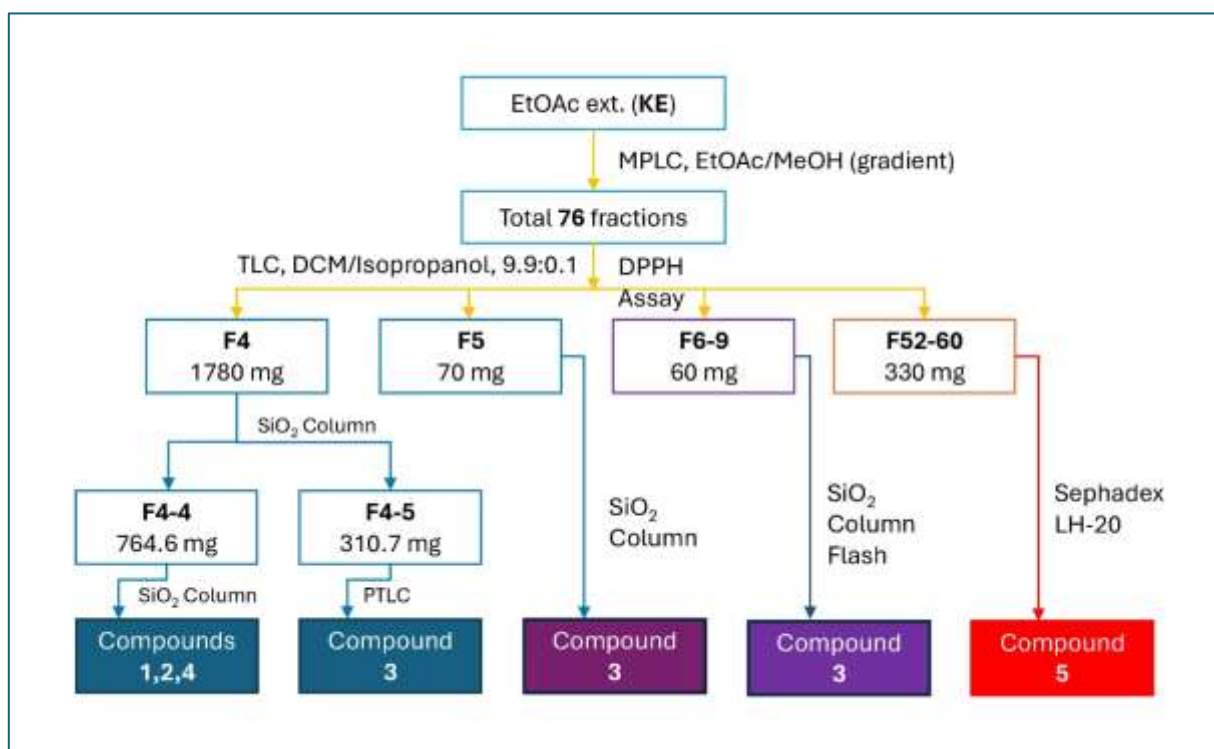 EtOAc ext. (KE)
MPLC, EtOAc/MeOH (gradient)
Total 76 fractions
TLC, DCM/Isopropanol, 9.9:0.1
DPPH
Assay
F4
1780 mg
F5
70 mg
F6-9
60 mg
F52-60
330 mg
SiO₂ Column
F4-4
764.6 mg
F4-5
310.7 mg
SiO₂
Column
SiO₂
Column
Flash
Sephadex
LH-20
SiO₂ Column
PTLC
Compounds
1,2,4
Compound
3
Compound
3
Compound
3
Compound
5